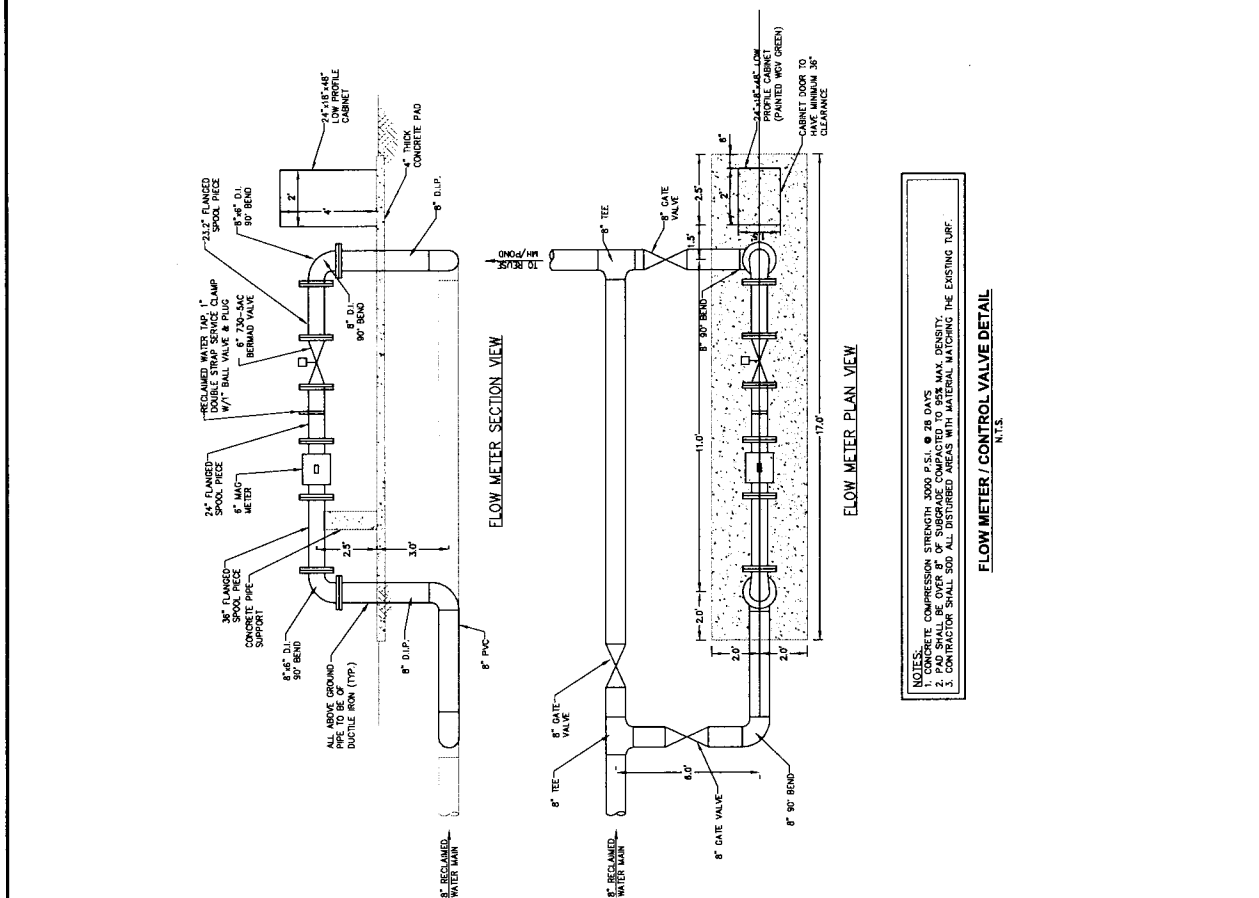 24"x18"x48"
LOW PROFILE
CABINET
4" THICK
CONCRETE PAD
2'
4'
23.2" FLANGED
SPOOL PIECE
8"x6" D.I.
90° BEND
8" D.I.P.
RECLAIMED WATER TAP, 1"
DOUBLE STRAP SERVICE CLAMP
W/1" BALL VALVE & PLUG
6" 730-5AC
BERMAD VALVE
8" D.I.
90° BEND
24" FLANGED
SPOOL PIECE
6" MAG
METER
36" FLANGED
SPOOL PIECE
CONCRETE PIPE
SUPPORT
2.5'
3.0'
8"x6" D.I.
90° BEND
ALL ABOVE GROUND
PIPE TO BE OF
DUCTILE IRON (TYP.)
8" D.I.P.
8" PVC
8" RECLAIMED
WATER MAIN
FLOW METER SECTION VIEW
TO REUSE
MH/POND
8" TEE
8" GATE
VALVE
24"x18"x48" LOW
PROFILE CABINET
(PAINTED WGV GREEN)
CABINET DOOR TO
HAVE MINIMUM 36"
CLEARANCE
6"
2.5'
2'
1.5'
8" 90° BEND
11.0'
17.0'
2.0'
2.0'
2.0'
8" GATE
VALVE
8" TEE
6.0'
8" GATE VALVE
8" 90° BEND
8" RECLAIMED
WATER MAIN
FLOW METER PLAN VIEW
NOTES:
1. CONCRETE COMPRESSION STRENGTH 3000 P.S.I. @ 28 DAYS
2. PAD SHALL BE OVER 8" OF SUBGRADE COMPACTED TO 95% MAX. DENSITY.
3. CONTRACTOR SHALL SOD ALL DISTURBED AREAS WITH MATERIAL MATCHING THE EXISTING TURF.
FLOW METER / CONTROL VALVE DETAIL
N.T.S.